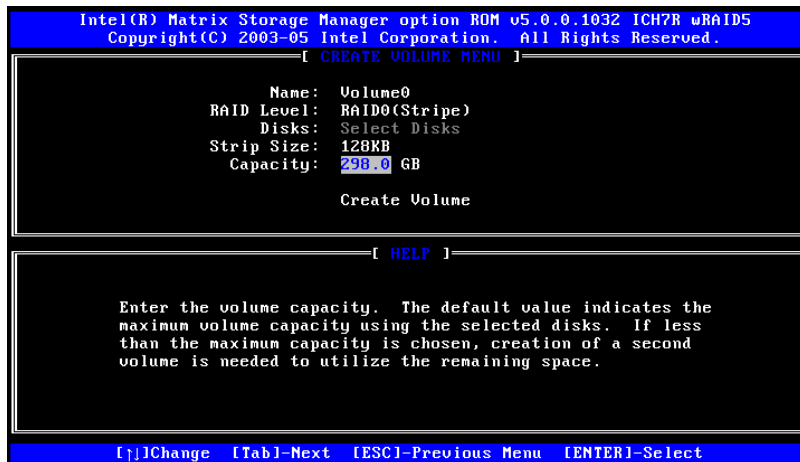 Intel(R) Matrix Storage Manager option ROM v5.0.0.1032 ICH7R wRAID5
Copyright(C) 2003-05 Intel Corporation. All Rights Reserved.
[ CREATE VOLUME MENU ]
Name: Volume0
RAID Level: RAID0(Stripe)
Disks: Select Disks
Strip Size: 128KB
Capacity: 298.0 GB
Create Volume
[ HELP ]
Enter the volume capacity. The default value indicates the
maximum volume capacity using the selected disks. If less
than the maximum capacity is chosen, creation of a second
volume is needed to utilize the remaining space.
[↑↓]Change [Tab]-Next [ESC]-Previous Menu [ENTER]-Select